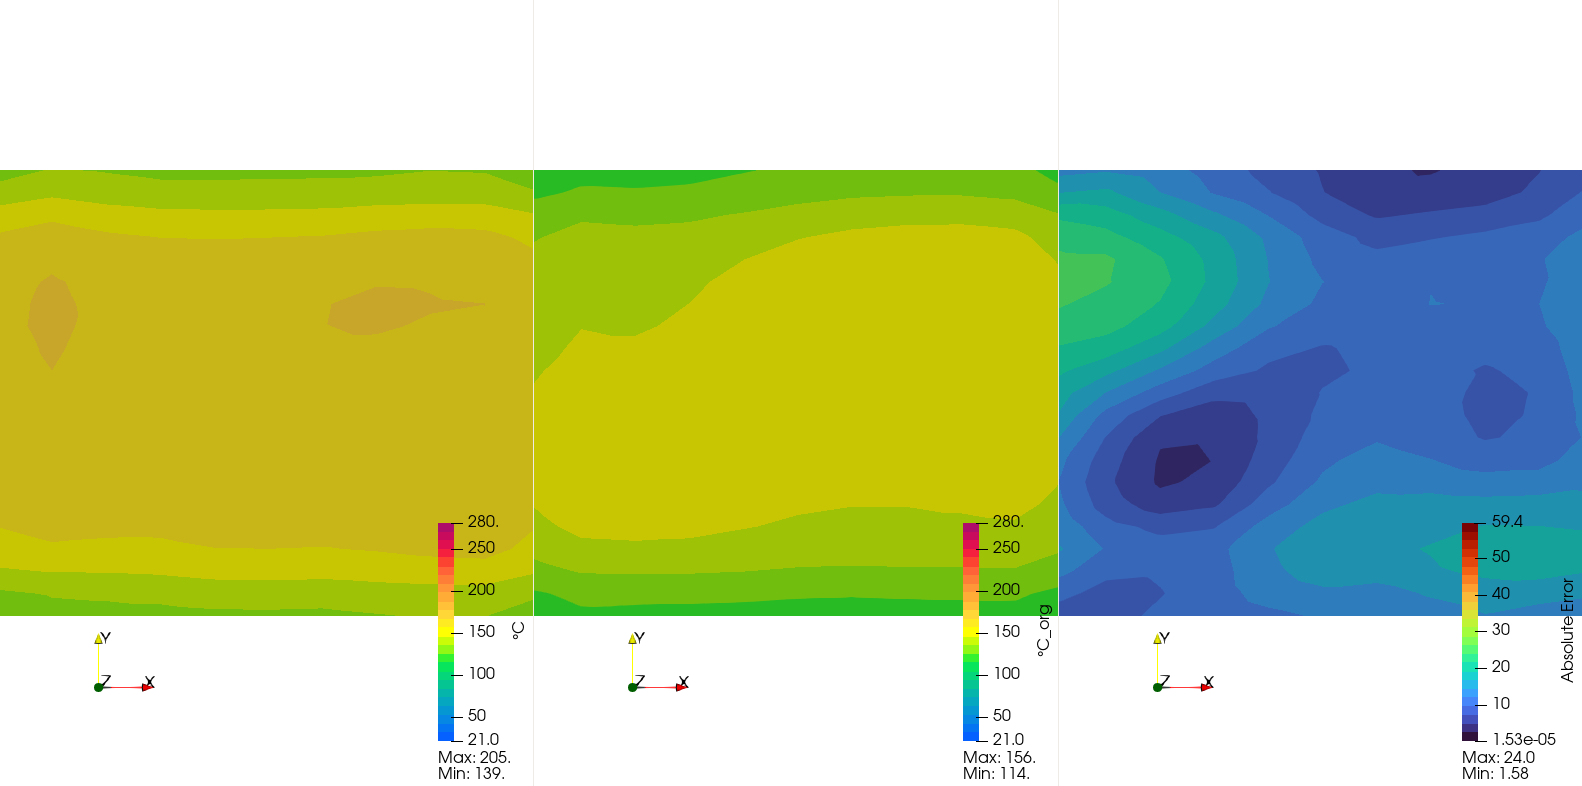 280.
250
200
150
100
50
21.0
°C
Max: 205.
Min: 139.
Y
Z
X
280.
250
200
150
100
50
21.0
°C_org
Max: 156.
Min: 114.
Y
Z
X
59.4
50
40
30
20
10
1.53e-05
Absolute Error
Max: 24.0
Min: 1.58
Y
Z
X